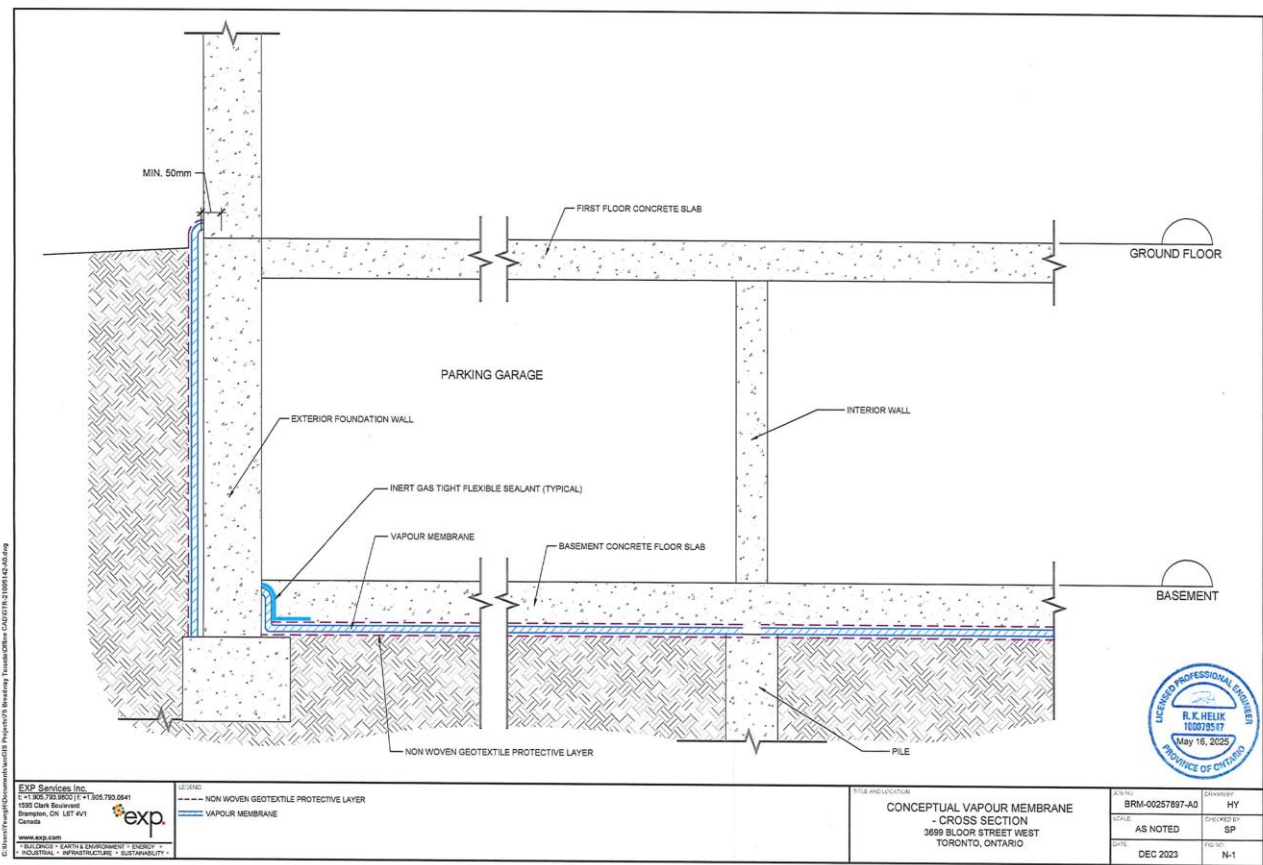 MIN. 50mm
FIRST FLOOR CONCRETE SLAB
GROUND FLOOR
PARKING GARAGE
INTERIOR WALL
EXTERIOR FOUNDATION WALL
INERT GAS TIGHT FLEXIBLE SEALANT (TYPICAL)
VAPOUR MEMBRANE
BASEMENT CONCRETE FLOOR SLAB
BASEMENT
NON WOVEN GEOTEXTILE PROTECTIVE LAYER
PILE
LICENSED PROFESSIONAL ENGINEER
R. K. HELIK
100079547
May 16, 2025
PROVINCE OF ONTARIO
EXP Services Inc.
t: +1.905.793.9800 | f: +1.905.793.0641
1595 Clark Boulevard
Brampton, ON L6T 4V1
Canada
exp.
www.exp.com
• BUILDINGS • EARTH & ENVIRONMENT • ENERGY •
• INDUSTRIAL • INFRASTRUCTURE • SUSTAINABILITY •
LEGEND:
NON WOVEN GEOTEXTILE PROTECTIVE LAYER
VAPOUR MEMBRANE
TITLE AND LOCATION:
CONCEPTUAL VAPOUR MEMBRANE
- CROSS SECTION
3699 BLOOR STREET WEST
TORONTO, ONTARIO
JOB NO:
BRM-00257897-A0
DRAWN BY
HY
SCALE:
AS NOTED
CHECKED BY
SP
DATE:
DEC 2023
FIG NO:
N-1